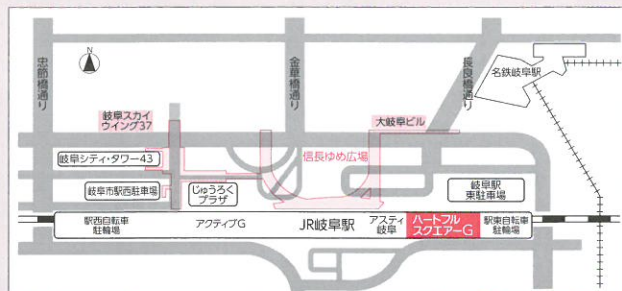 忠節橋通り
N
金華橋通り
長良橋通り
名鉄岐阜駅
岐阜スカイ
ウイング37
大岐阜ビル
岐阜シティ・タワー43
信長ゆめ広場
岐阜市駅西駐車場
じゅうろく
プラザ
岐阜駅
東駐車場
駅西自転車
駐輪場
アクティブG
JR岐阜駅
アスティ
岐阜
ハートフル
スクエアーG
駅東自転車
駐輪場